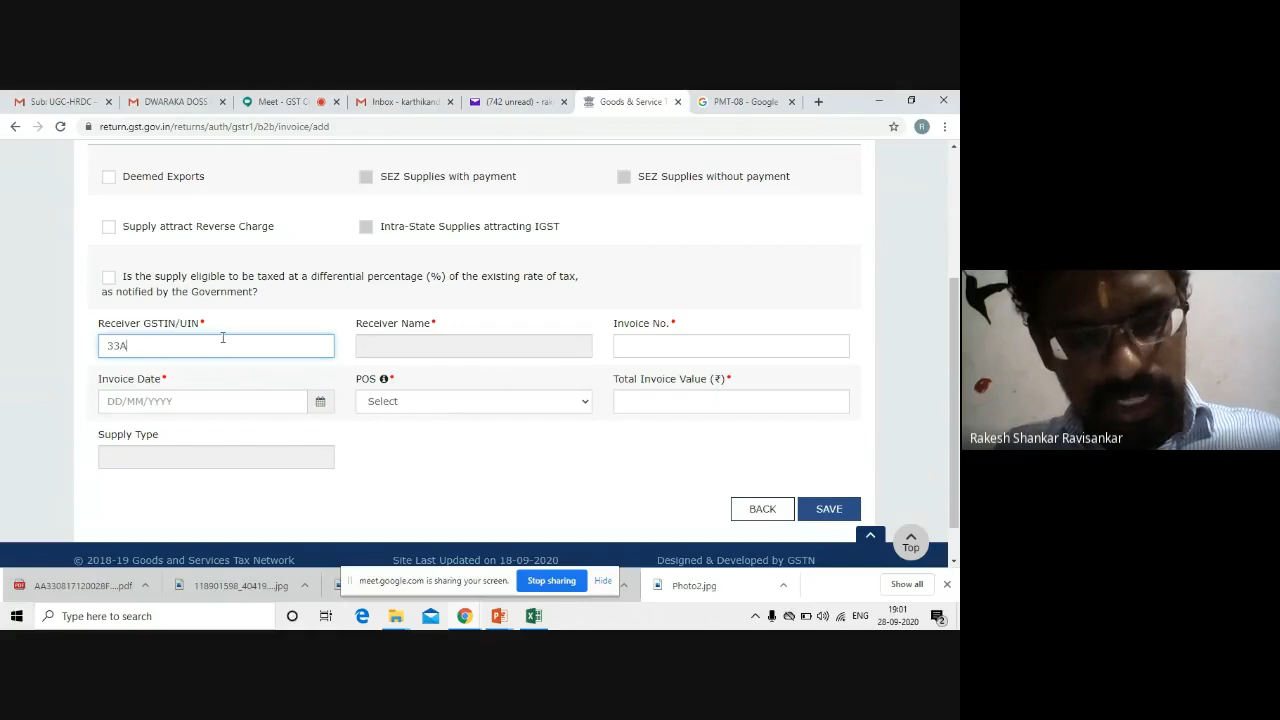 Sub: UGC-HRDC –
DWARAKA DOSS
Meet - GST C
Inbox - karthikand
(742 unread) - rak
Goods & Service T
PMT-08 - Google
return.gst.gov.in/returns/auth/gstr1/b2b/invoice/add
R
Deemed Exports
SEZ Supplies with payment
SEZ Supplies without payment
Supply attract Reverse Charge
Intra-State Supplies attracting IGST
Is the supply eligible to be taxed at a differential percentage (%) of the existing rate of tax,
as notified by the Government?
Receiver GSTIN/UIN*
Receiver Name*
Invoice No.*
33A
Invoice Date*
POS *
Total Invoice Value (₹)*
DD/MM/YYYY
Select
Supply Type
BACK
SAVE
Top
© 2018-19 Goods and Services Tax Network
Site Last Updated on 18-09-2020
Designed & Developed by GSTN
AA330817120028F....pdf
118901598_40419....jpg
meet.google.com is sharing your screen.
Stop sharing
Hide
Photo2.jpg
Show all
Type here to search
ENG
19:01
28-09-2020
2
Rakesh Shankar Ravisankar